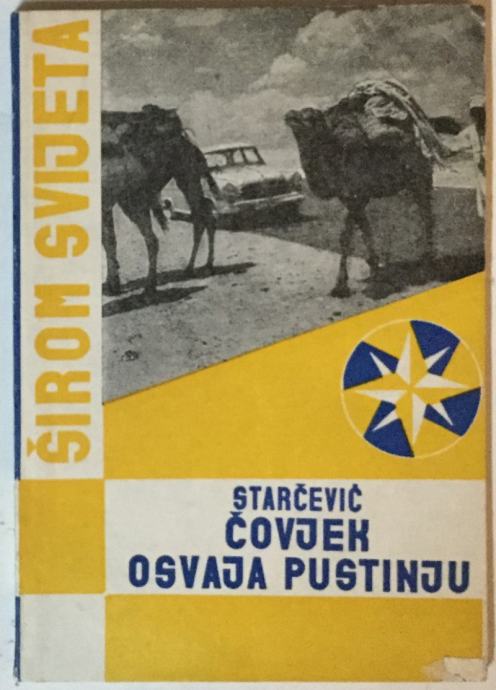 ŠIROM SVIJETA
STARČEVIĆ
ČOVJEK
OSVAJA PUSTINJU